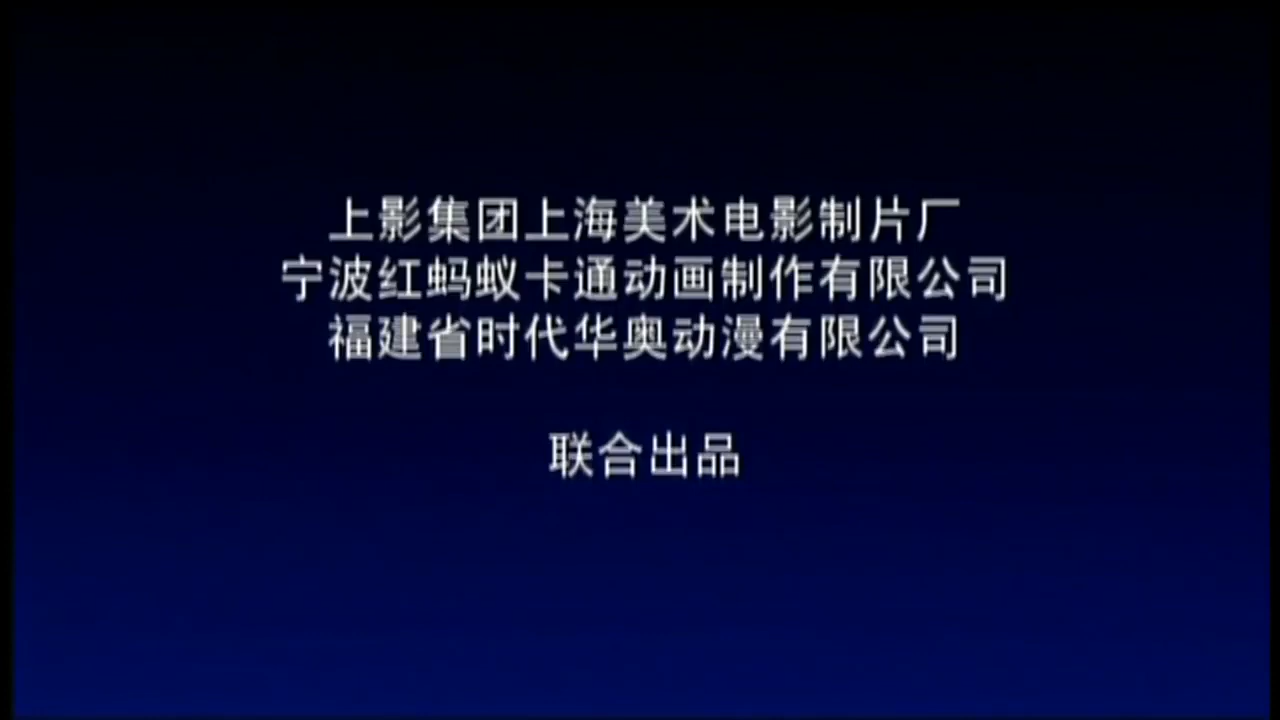 上影集团上海美术电影制片厂
宁波红蚂蚁卡通动画制作有限公司
福建省时代华奥动漫有限公司
联合出品